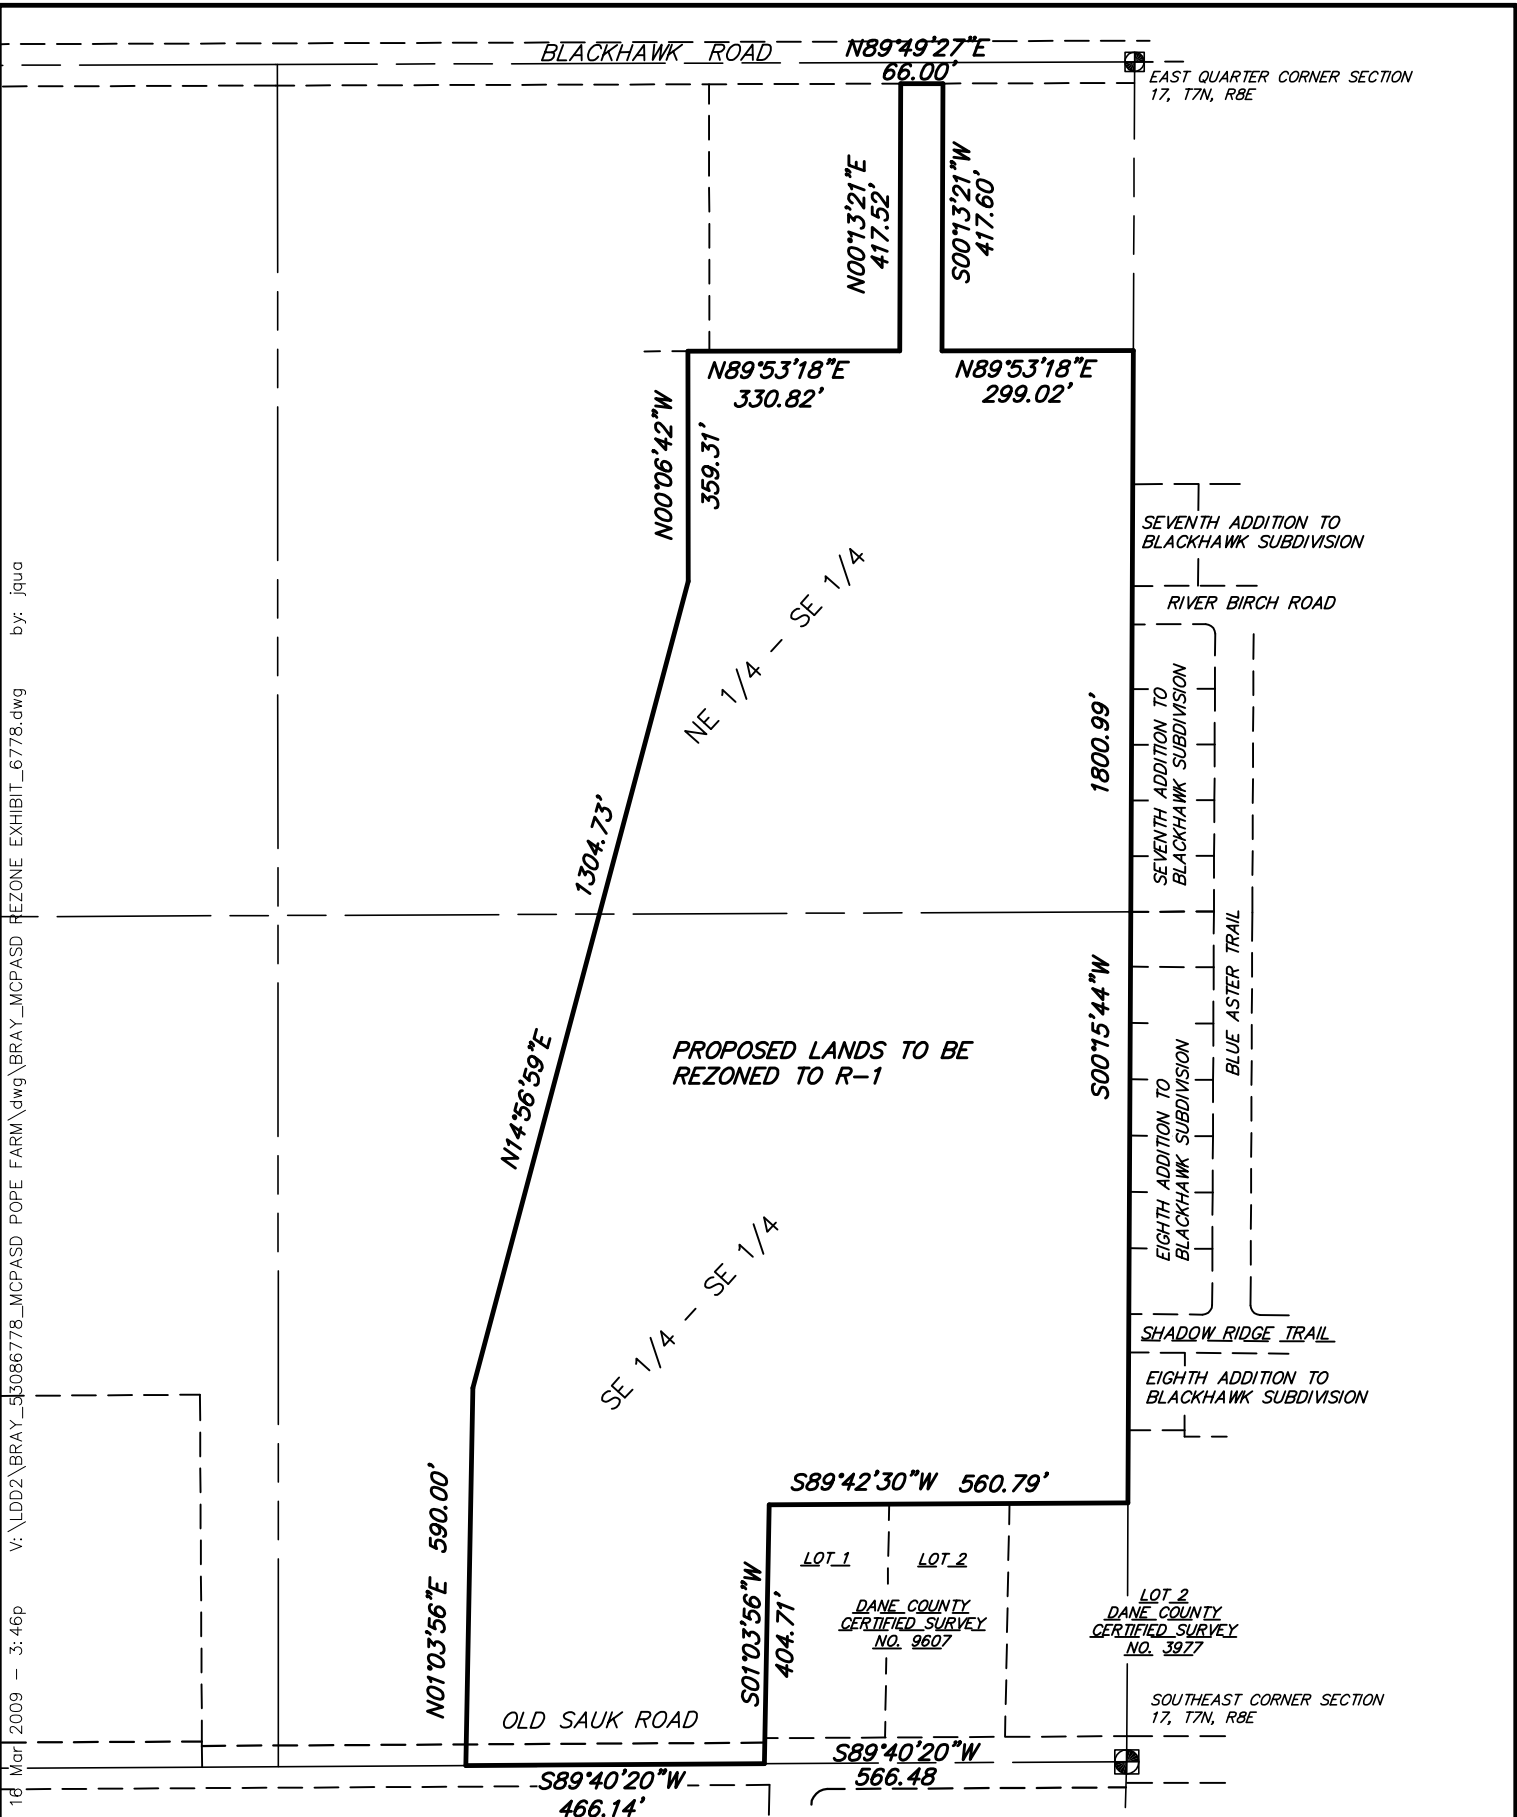 BLACKHAWK ROAD
N89°49'27"E
66.00'
EAST QUARTER CORNER SECTION
17, T7N, R8E
N00°13'21"E
417.52'
S00°13'21"W
417.60'
N89°53'18"E
330.82'
N89°53'18"E
299.02'
N00°06'42"W
359.31'
SEVENTH ADDITION TO
BLACKHAWK SUBDIVISION
RIVER BIRCH ROAD
NE 1/4 - SE 1/4
1800.99'
S00°15'44"W
SEVENTH ADDITION TO
BLACKHAWK SUBDIVISION
1304.73'
N14°56'59"E
BLUE ASTER TRAIL
PROPOSED LANDS TO BE
REZONED TO R-1
EIGHTH ADDITION TO
BLACKHAWK SUBDIVISION
SE 1/4 - SE 1/4
SHADOW RIDGE TRAIL
EIGHTH ADDITION TO
BLACKHAWK SUBDIVISION
S89°42'30"W 560.79'
N01°03'56"E 590.00'
S01°03'56"W
404.71'
LOT 1
LOT 2
DANE COUNTY
CERTIFIED SURVEY
NO. 9607
LOT 2
DANE COUNTY
CERTIFIED SURVEY
NO. 3977
OLD SAUK ROAD
SOUTHEAST CORNER SECTION
17, T7N, R8E
S89°40'20"W
566.48
S89°40'20"W
466.14'
16 Mar 2009 - 3:46p V:\LDD2\BRAY_53086778_MCPASD POPE FARM\dwg\BRAY_MCPASD REZONE EXHIBIT_6778.dwg by: jqua